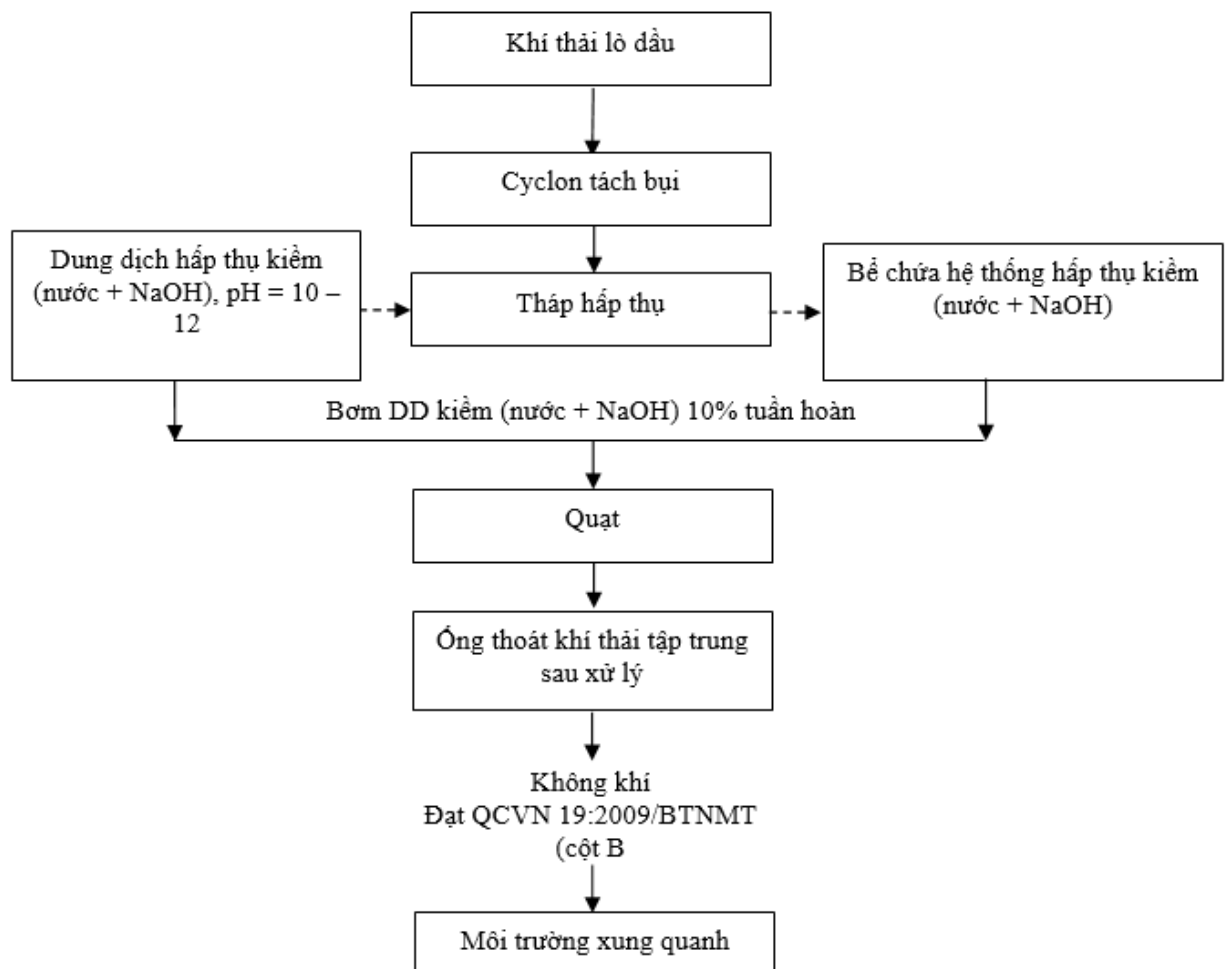 Khí thải lò dầu
Cyclon tách bụi
Dung dịch hấp thụ kiềm
(nước + NaOH), pH = 10 –
12
Tháp hấp thụ
Bể chứa hệ thống hấp thụ kiềm
(nước + NaOH)
Bơm DD kiềm (nước + NaOH) 10% tuần hoàn
Quạt
Ống thoát khí thải tập trung
sau xử lý
Không khí
Đạt QCVN 19:2009/BTNMT
(cột B
Môi trường xung quanh